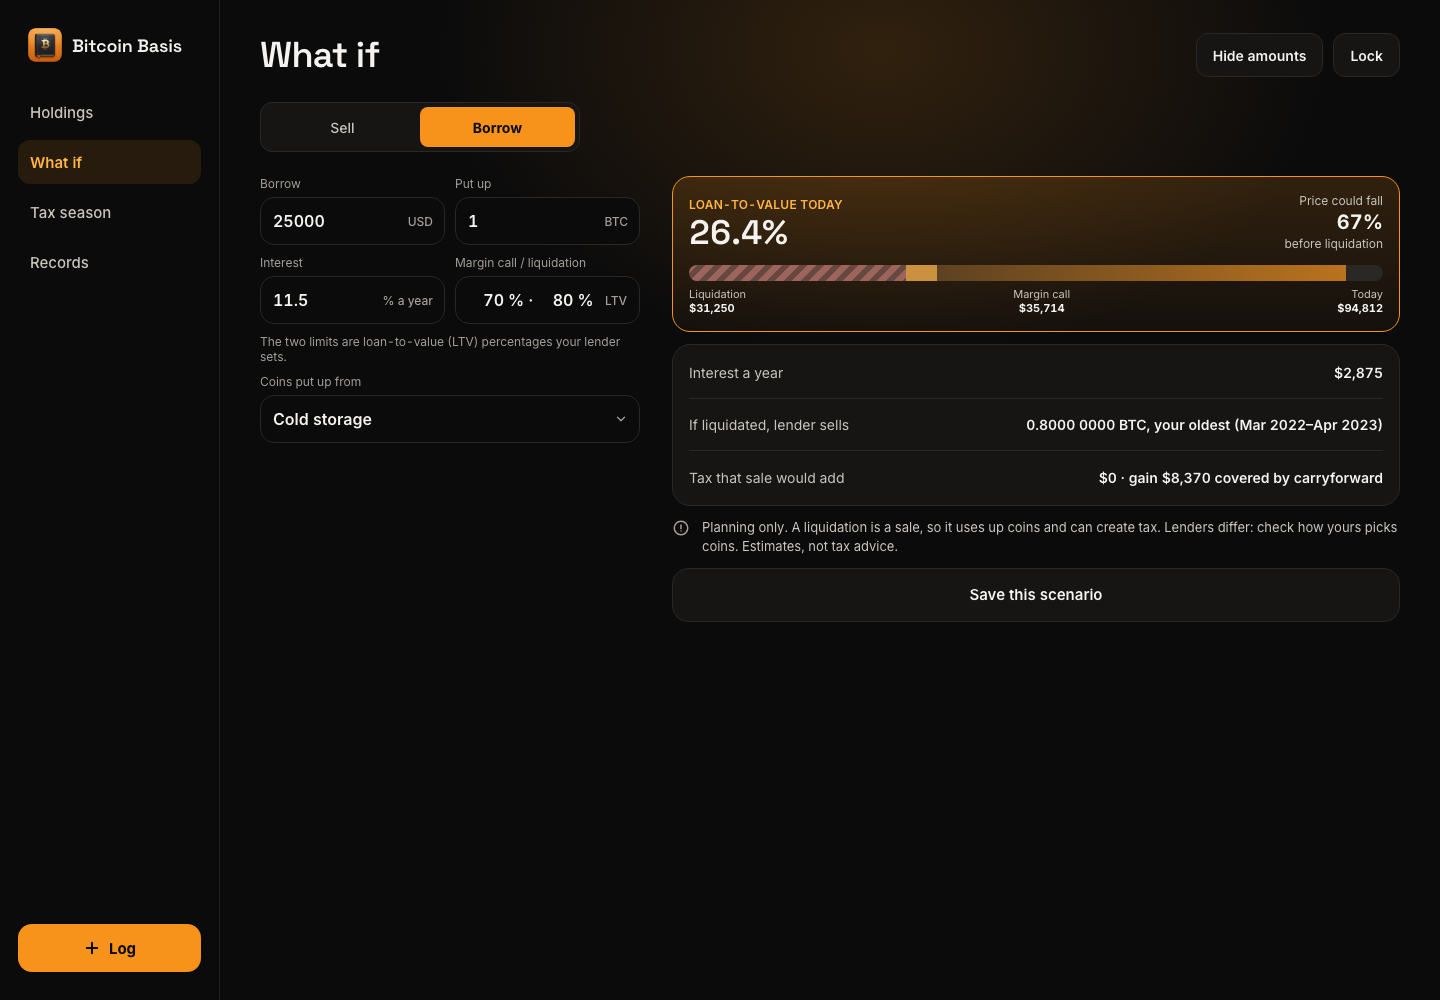 Bitcoin Basis
Holdings
What if
Tax season
Records
Log
What if
Hide amounts
Lock
Sell
Borrow
Borrow
Put up
25000 USD
1 BTC
Interest
Margin call / liquidation
11.5 % a year
70 % · 80 % LTV
The two limits are loan-to-value (LTV) percentages your lender
sets.
Coins put up from
Cold storage
LOAN-TO-VALUE TODAY
26.4%
Price could fall
67%
before liquidation
Liquidation
$31,250
Margin call
$35,714
Today
$94,812
Interest a year
$2,875
If liquidated, lender sells
0.8000 0000 BTC, your oldest (Mar 2022–Apr 2023)
Tax that sale would add
$0 · gain $8,370 covered by carryforward
Planning only. A liquidation is a sale, so it uses up coins and can create tax. Lenders differ: check how yours picks
coins. Estimates, not tax advice.
Save this scenario